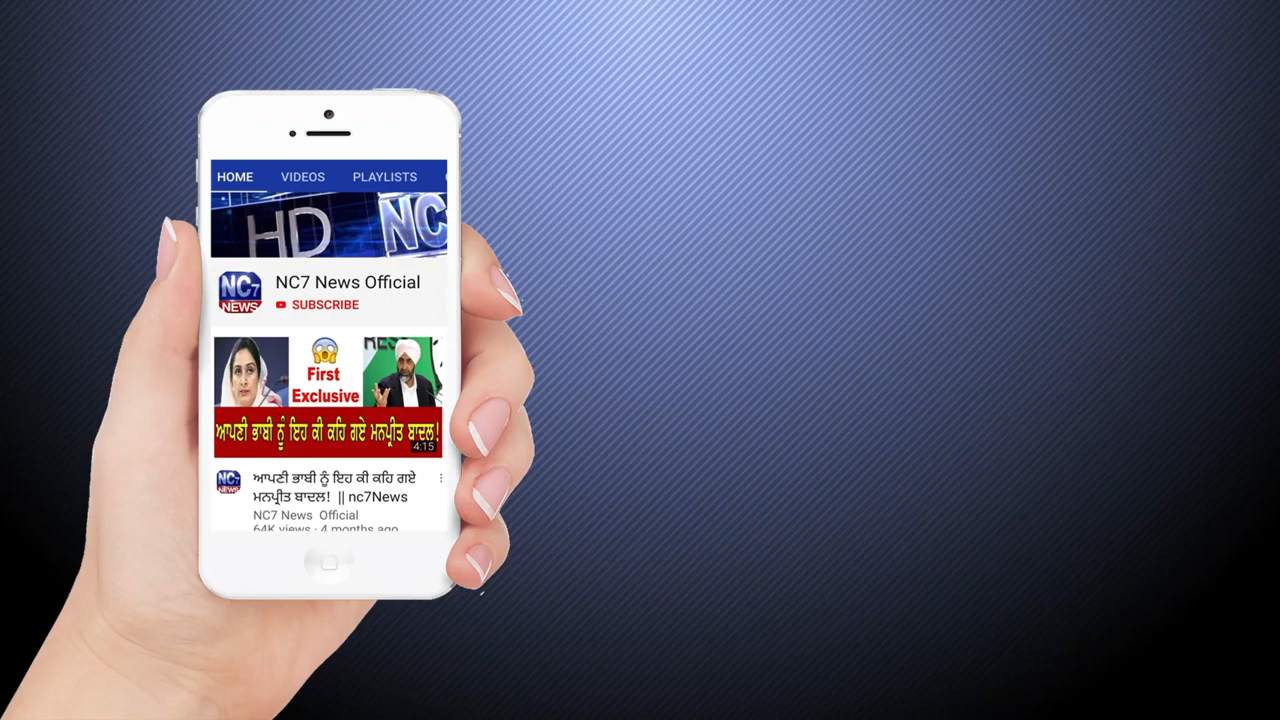 HOME VIDEOS PLAYLISTS
HD NC
NC7 NEWS
NC7 News Official
SUBSCRIBE
First
Exclusive
ਆਪਣੀ ਭਾਬੀ ਨੂੰ ਇਹ ਕੀ ਕਹਿ ਗਏ ਮਨਪ੍ਰੀਤ ਬਾਦਲ!
4:15
NC7 NEWS
ਆਪਣੀ ਭਾਬੀ ਨੂੰ ਇਹ ਕੀ ਕਹਿ ਗਏ
ਮਨਪ੍ਰੀਤ ਬਾਦਲ! || nc7News
NC7 News Official
64K views · 4 months ago